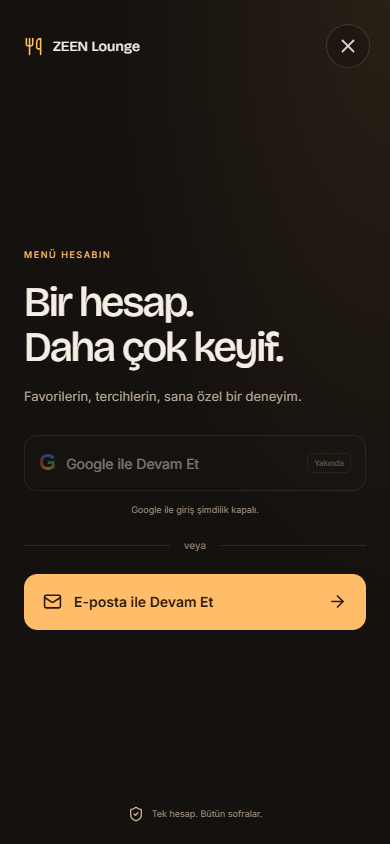 ZEEN Lounge
MENÜ HESABIN
Bir hesap.
Daha çok keyif.
Favorilerin, tercihlerin, sana özel bir deneyim.
Google ile Devam Et
Yakında
Google ile giriş şimdilik kapalı.
veya
E-posta ile Devam Et
Tek hesap. Bütün sofralar.